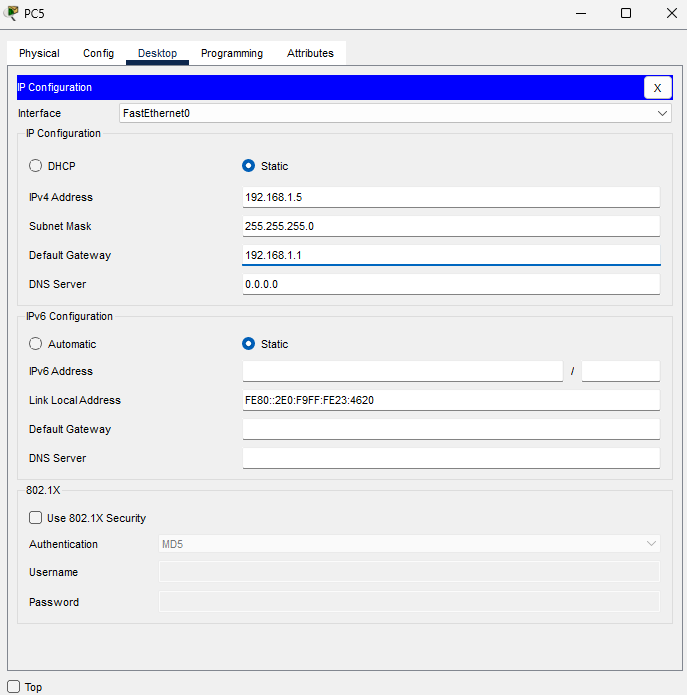 PC5
Physical Config Desktop Programming Attributes
IP Configuration X
Interface FastEthernet0
IP Configuration
DHCP Static
IPv4 Address 192.168.1.5
Subnet Mask 255.255.255.0
Default Gateway 192.168.1.1
DNS Server 0.0.0.0
IPv6 Configuration
Automatic Static
IPv6 Address /
Link Local Address FE80::2E0:F9FF:FE23:4620
Default Gateway
DNS Server
802.1X
Use 802.1X Security
Authentication MD5
Username
Password
Top